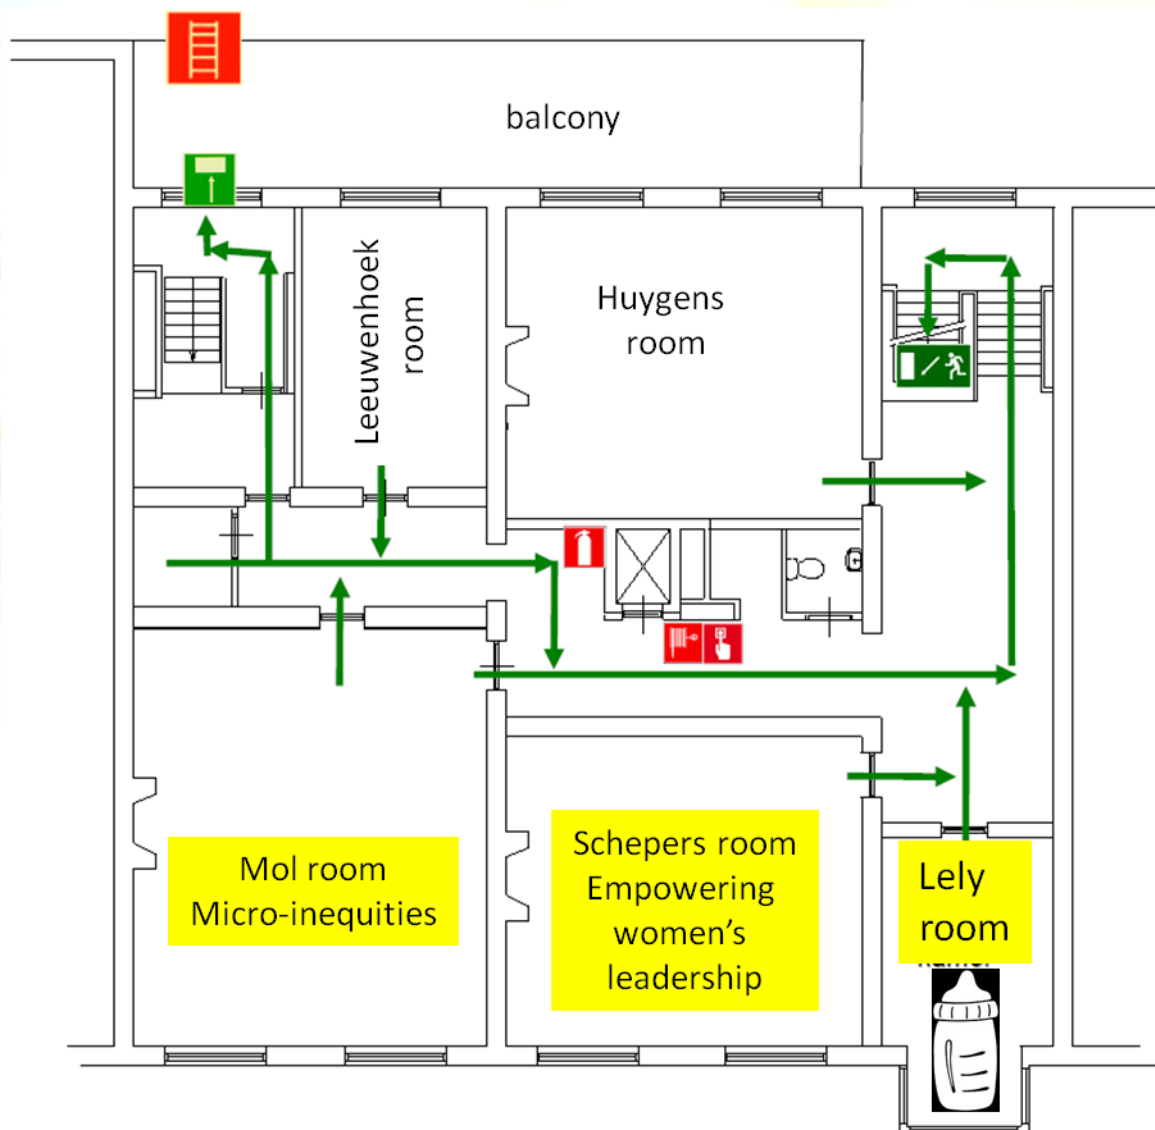 balcony
Leeuwenhoek
room
Huygens
room
Mol room
Micro-inequities
Schepers room
Empowering
women's
leadership
Lely
room